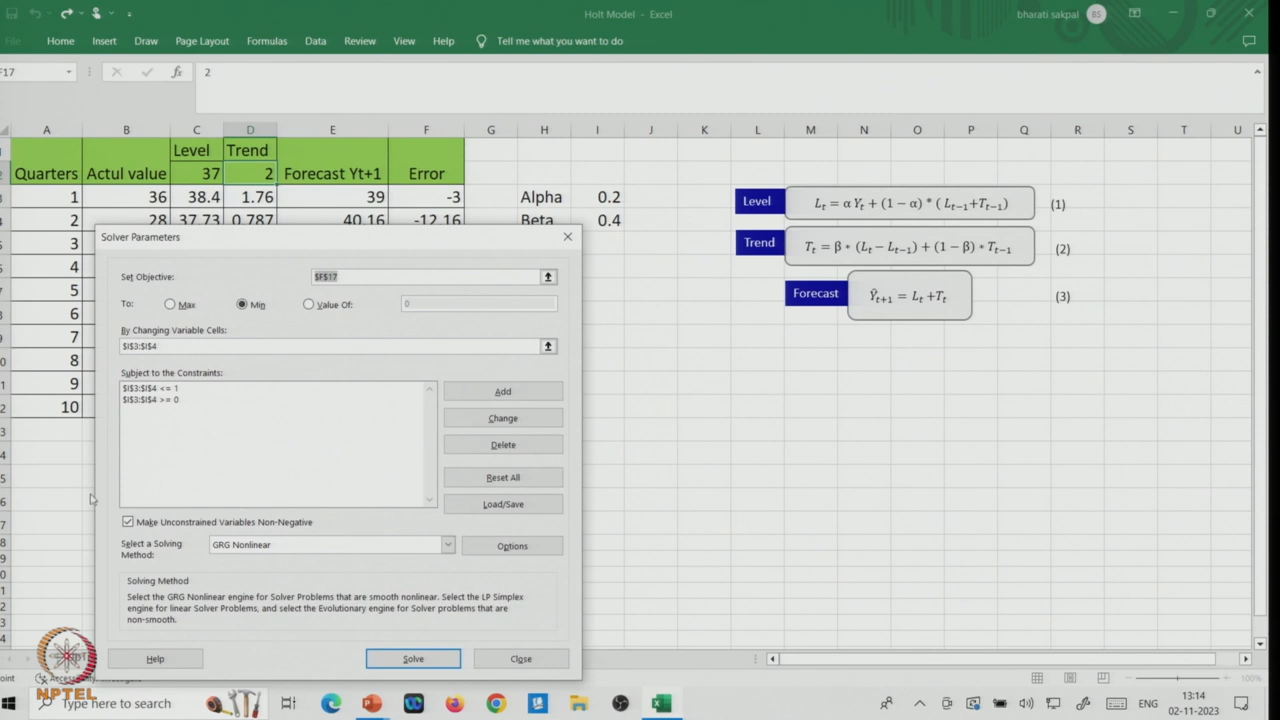 Holt Model - Excel
bharati sakpal BS
Home Insert Draw Page Layout Formulas Data Review View Help Tell me what you want to do
F17 fx 2
A B C D E F G H I J K L M N O P Q R S T U
Level Trend
Quarters Actul value 37 2 Forecast Yt+1 Error
1 36 38.4 1.76 39 -3 Alpha 0.2
2 28 37.73 0.787 40.16 -12.16 Beta 0.4
3
4
5
6
7
8
9
10
Level Lₜ = α Yₜ + (1 − α) * ( Lₜ₋₁+Tₜ₋₁) (1)
Trend Tₜ = β * (Lₜ − Lₜ₋₁) + (1 − β) * Tₜ₋₁ (2)
Forecast Ŷₜ₊₁ = Lₜ +Tₜ (3)
Solver Parameters
Set Objective: $F$17
To: Max Min Value Of: 0
By Changing Variable Cells:
$I$3:$I$4
Subject to the Constraints:
$I$3:$I$4 <= 1
$I$3:$I$4 >= 0
Add
Change
Delete
Reset All
Load/Save
Make Unconstrained Variables Non-Negative
Select a Solving Method: GRG Nonlinear Options
Solving Method
Select the GRG Nonlinear engine for Solver Problems that are smooth nonlinear. Select the LP Simplex
engine for linear Solver Problems, and select the Evolutionary engine for Solver problems that are
non-smooth.
Help Solve Close
100%
NPTEL
Type here to search
ENG
13:14
02-11-2023